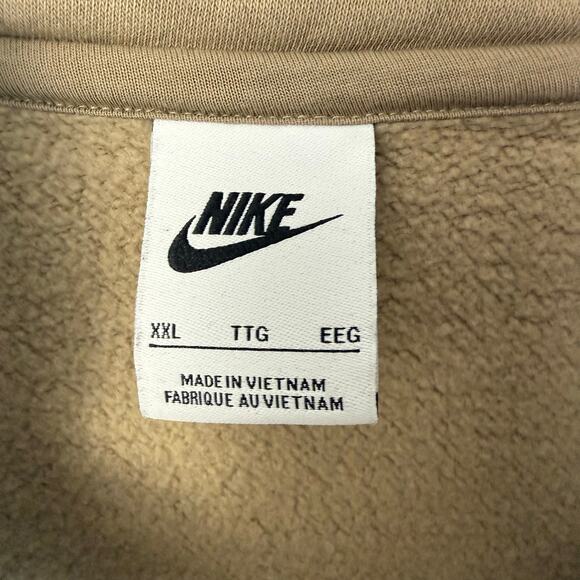 NIKE
XXL TTG EEG
MADE IN VIETNAM
FABRIQUE AU VIETNAM